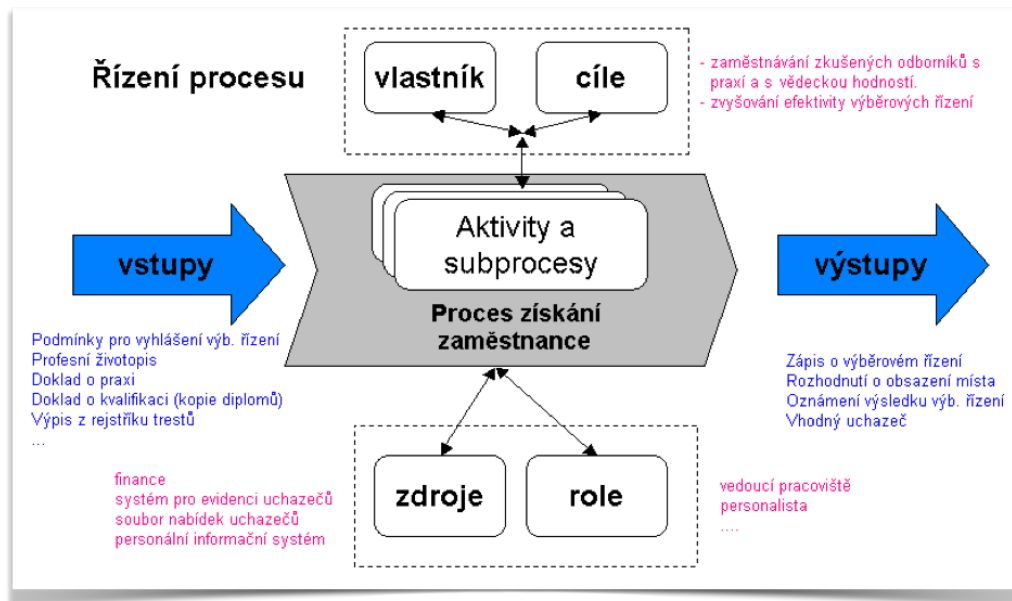 Řízení procesu
vlastník
cíle
- zaměstnávání zkušených odborníků s
praxí a s vědeckou hodností.
- zvyšování efektivity výběrových řízení
vstupy
Aktivity a
subprocesy
Proces získání
zaměstnance
výstupy
Podmínky pro vyhlášení výb. řízení
Profesní životopis
Doklad o praxi
Doklad o kvalifikaci (kopie diplomů)
Výpis z rejstříku trestů
...
Zápis o výběrovém řízení
Rozhodnutí o obsazení místa
Oznámení výsledku výb. řízení
Vhodný uchazeč
finance
systém pro evidenci uchazečů
soubor nabídek uchazečů
personální informační systém
zdroje
role
vedoucí pracoviště
personalista
....